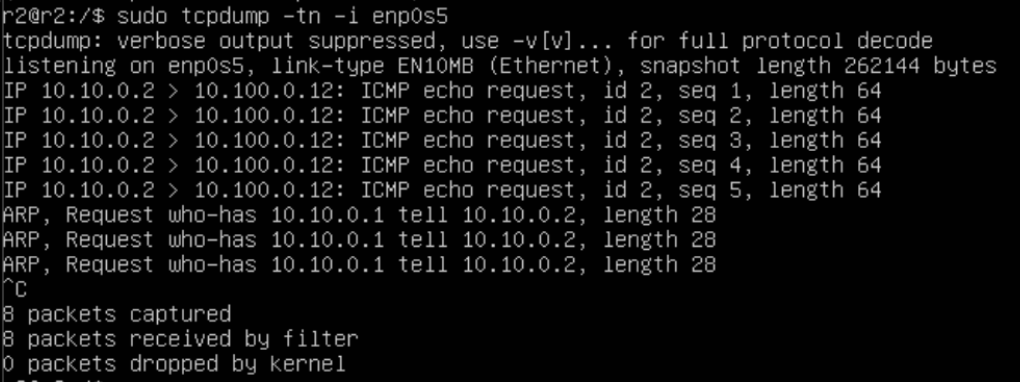 r2@r2:/$ sudo tcpdump -tn -i enp0s5
tcpdump: verbose output suppressed, use -v[v]... for full protocol decode
listening on enp0s5, link-type EN10MB (Ethernet), snapshot length 262144 bytes
IP 10.10.0.2 > 10.100.0.12: ICMP echo request, id 2, seq 1, length 64
IP 10.10.0.2 > 10.100.0.12: ICMP echo request, id 2, seq 2, length 64
IP 10.10.0.2 > 10.100.0.12: ICMP echo request, id 2, seq 3, length 64
IP 10.10.0.2 > 10.100.0.12: ICMP echo request, id 2, seq 4, length 64
IP 10.10.0.2 > 10.100.0.12: ICMP echo request, id 2, seq 5, length 64
ARP, Request who-has 10.10.0.1 tell 10.10.0.2, length 28
ARP, Request who-has 10.10.0.1 tell 10.10.0.2, length 28
ARP, Request who-has 10.10.0.1 tell 10.10.0.2, length 28
^C
8 packets captured
8 packets received by filter
0 packets dropped by kernel